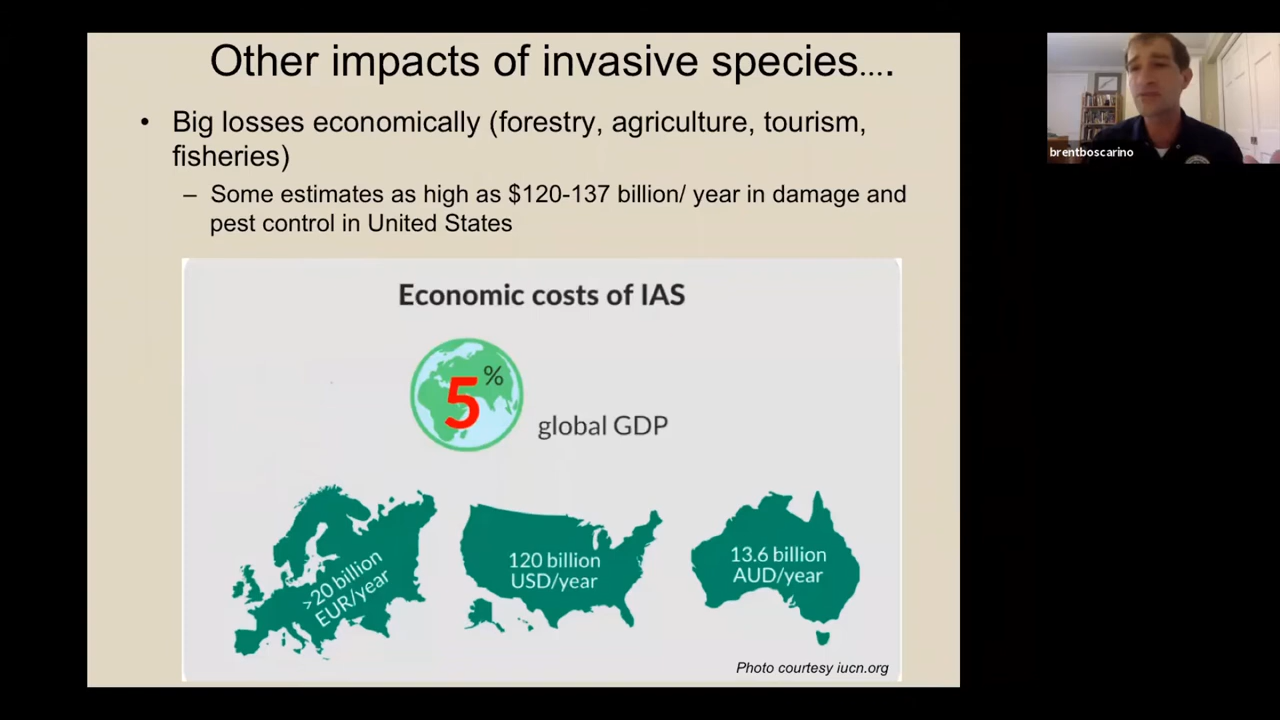 Other impacts of invasive species….
• Big losses economically (forestry, agriculture, tourism,
fisheries)
– Some estimates as high as $120-137 billion/ year in damage and
pest control in United States
Economic costs of IAS
5%
global GDP
>20 billion
EUR/year
120 billion
USD/year
13.6 billion
AUD/year
Photo courtesy iucn.org
brentboscarino